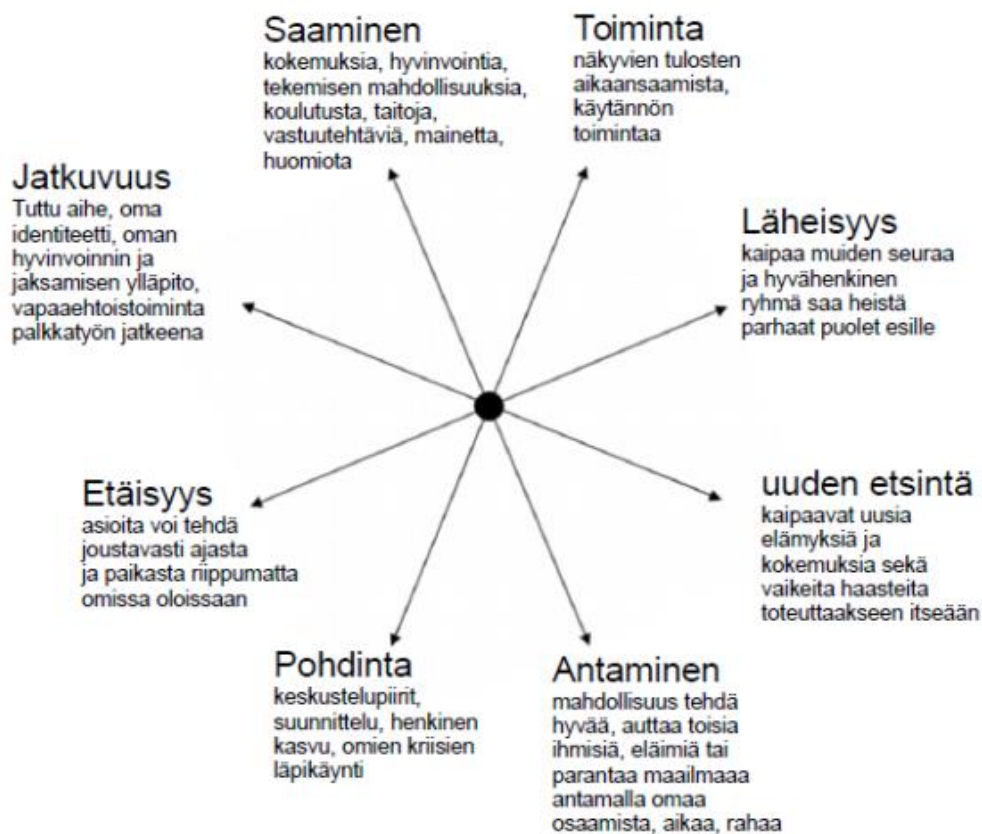 Saaminen
kokemuksia, hyvinvointia,
tekemisen mahdollisuuksia,
koulutusta, taitoja,
vastuutehtäviä, mainetta,
huomiota
Toiminta
näkyvien tulosten
aikaansaamista,
käytännön
toimintaa
Jatkuvuus
Tuttu aihe, oma
identiteetti, oman
hyvinvoinnin ja
jaksamisen ylläpito,
vapaaehtoistoiminta
palkkatyön jatkeena
Läheisyys
kaipaa muiden seuraa
ja hyvähenkinen
ryhmä saa heistä
parhaat puolet esille
Etäisyys
asioita voi tehdä
joustavasti ajasta
ja paikasta riippumatta
omissa oloissaan
uuden etsintä
kaipaavat uusia
elämyksiä ja
kokemuksia sekä
vaikeita haasteita
toteuttaakseen itseään
Pohdinta
keskustelupiirit,
suunnittelu, henkinen
kasvu, omien kriisien
läpikäynti
Antaminen
mahdollisuus tehdä
hyvää, auttaa toisia
ihmisiä, eläimiä tai
parantaa maailmaaa
antamalla omaa
osaamista, aikaa, rahaa